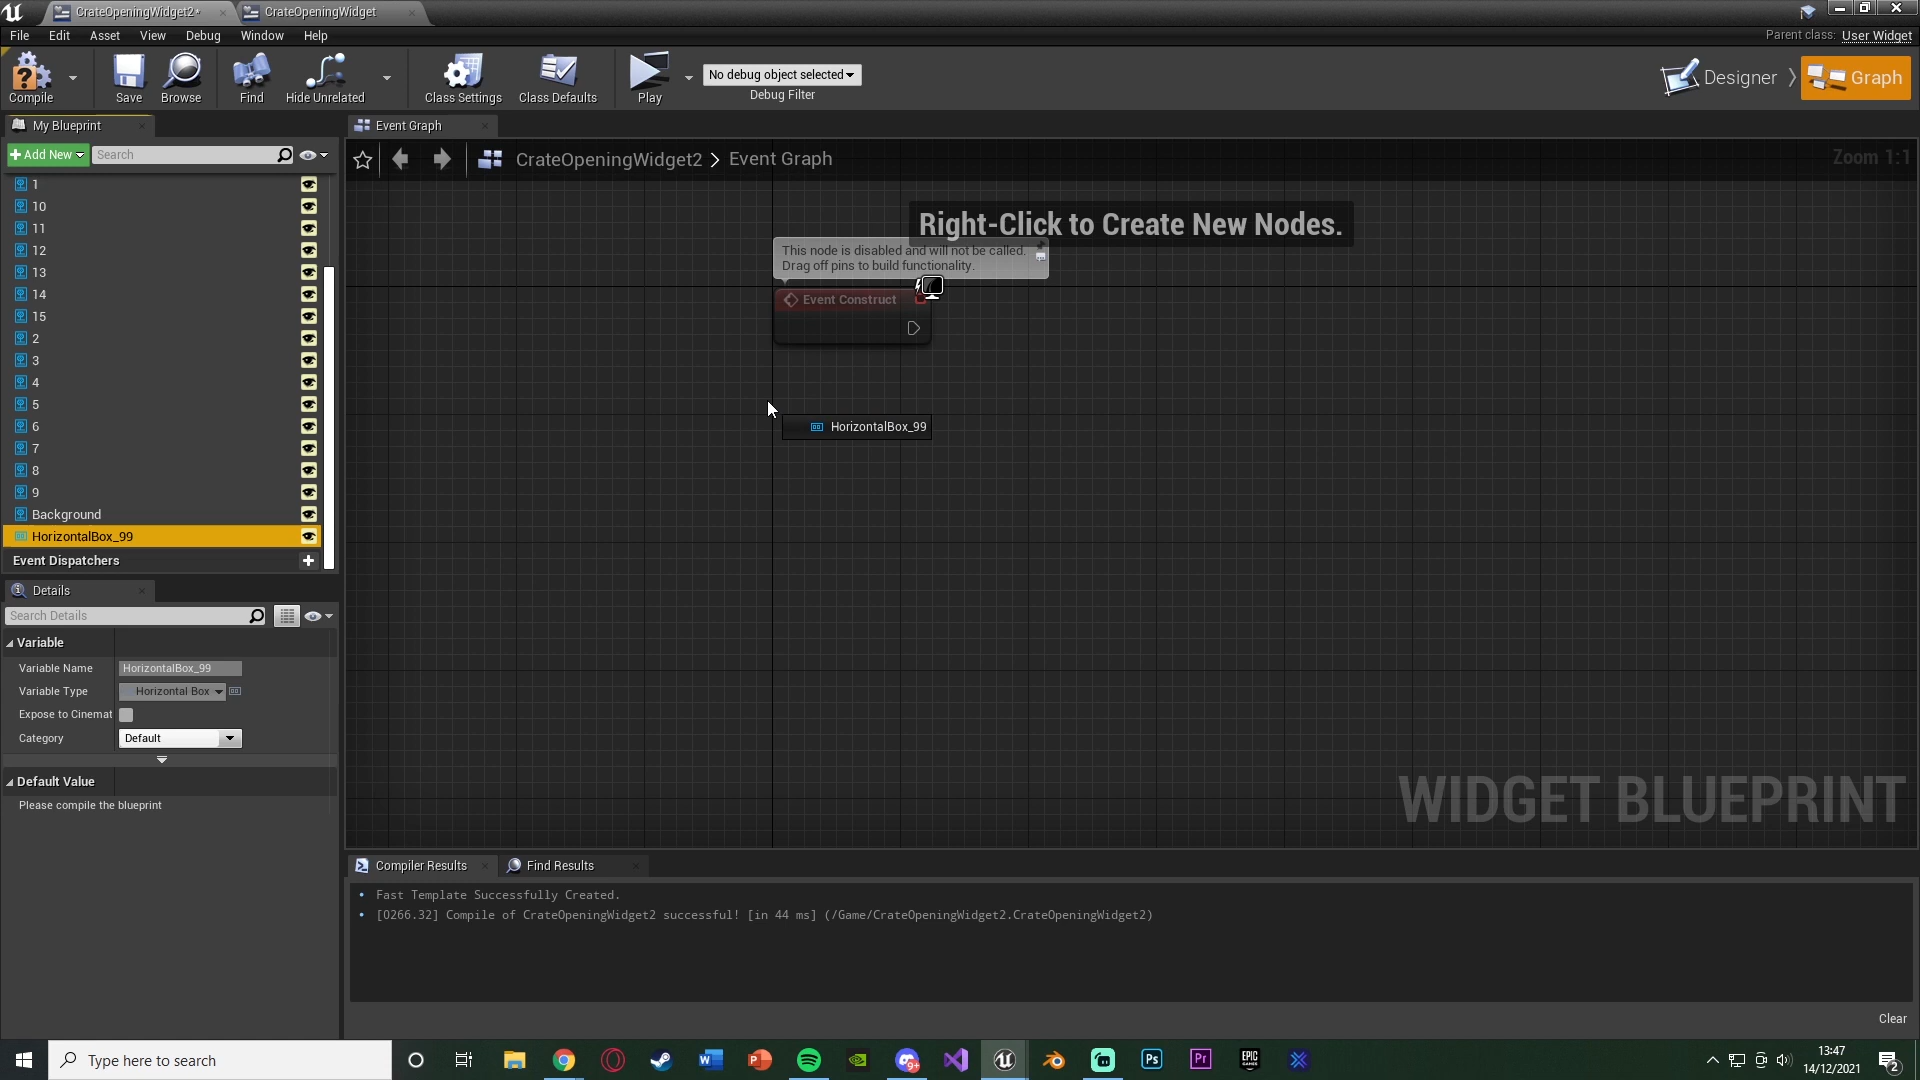 CrateOpeningWidget2*
CrateOpeningWidget
File Edit Asset View Debug Window Help
Parent class: User Widget
Compile
Save
Browse
Find
Hide Unrelated
Class Settings
Class Defaults
Play
No debug object selected
Debug Filter
Designer
Graph
My Blueprint
Event Graph
Add New
Search
CrateOpeningWidget2 > Event Graph
Zoom 1:1
1
10
11
12
13
14
15
2
3
4
5
6
7
8
9
Background
HorizontalBox_99
Event Dispatchers
Right-Click to Create New Nodes.
This node is disabled and will not be called.
Drag off pins to build functionality.
Event Construct
HorizontalBox_99
Details
Search Details
Variable
Variable Name HorizontalBox_99
Variable Type Horizontal Box
Expose to Cinemat
Category Default
Default Value
Please compile the blueprint
WIDGET BLUEPRINT
Compiler Results
Find Results
Fast Template Successfully Created.
[0266.32] Compile of CrateOpeningWidget2 successful! [in 44 ms] (/Game/CrateOpeningWidget2.CrateOpeningWidget2)
Clear
Type here to search
9+
Ps
Pr
EPIC GAMES
13:47
14/12/2021
2